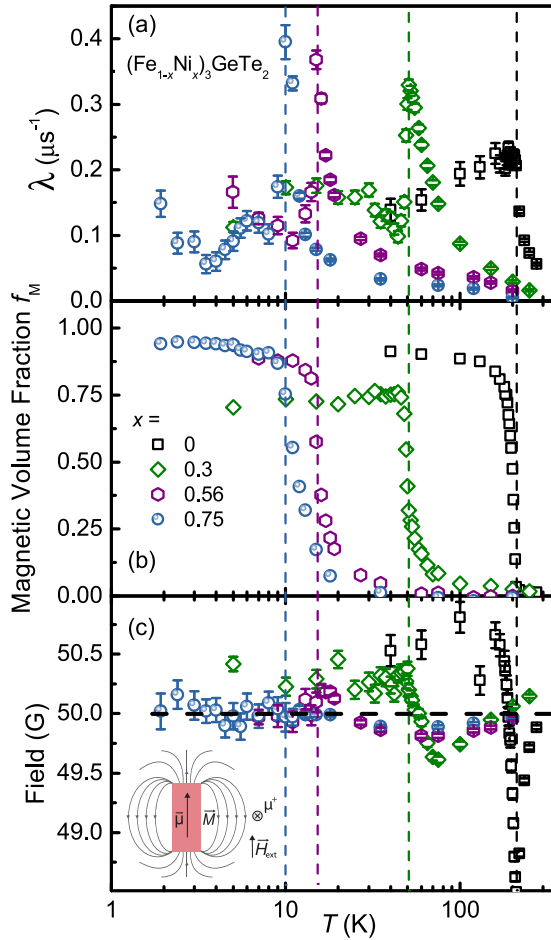 (a)
(Fe₁₋ₓNiₓ)₃GeTe₂
λ (μs⁻¹)
0.4
0.3
0.2
0.1
0.0
Magnetic Volume Fraction f_M
1.00
0.75
0.50
0.25
0.00
x =
0
0.3
0.56
0.75
(b)
(c)
Field (G)
50.5
50.0
49.5
49.0
μ⃗
M⃗
μ⁺
H⃗ₑₓₜ
1
10
100
T (K)